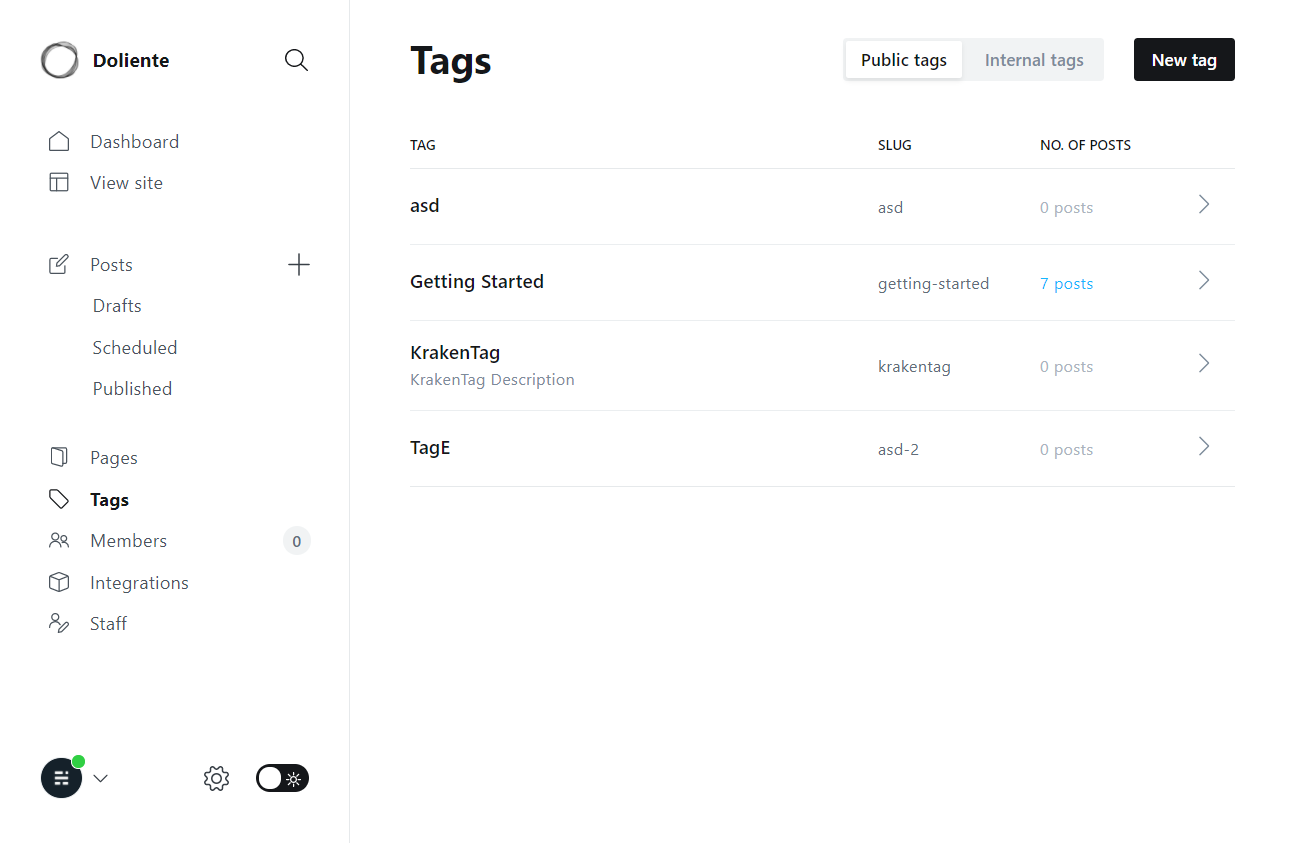 Doliente
Dashboard
View site
Posts
Drafts
Scheduled
Published
Pages
Tags
Members 0
Integrations
Staff
Tags
Public tags Internal tags New tag
TAG SLUG NO. OF POSTS
asd asd 0 posts
Getting Started getting-started 7 posts
KrakenTag krakentag 0 posts
KrakenTag Description
TagE asd-2 0 posts